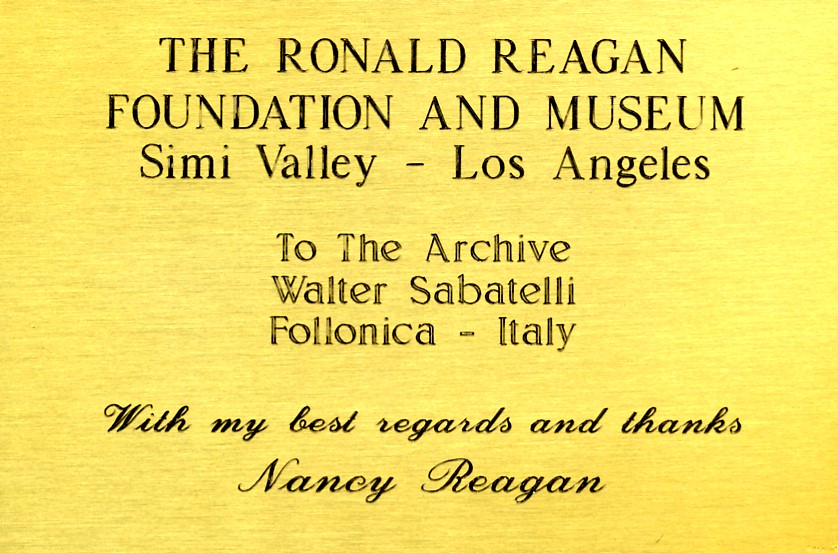 THE RONALD REAGAN
FOUNDATION AND MUSEUM
Simi Valley - Los Angeles
To The Archive
Walter Sabatelli
Follonica - Italy
With my best regards and thanks
Nancy Reagan